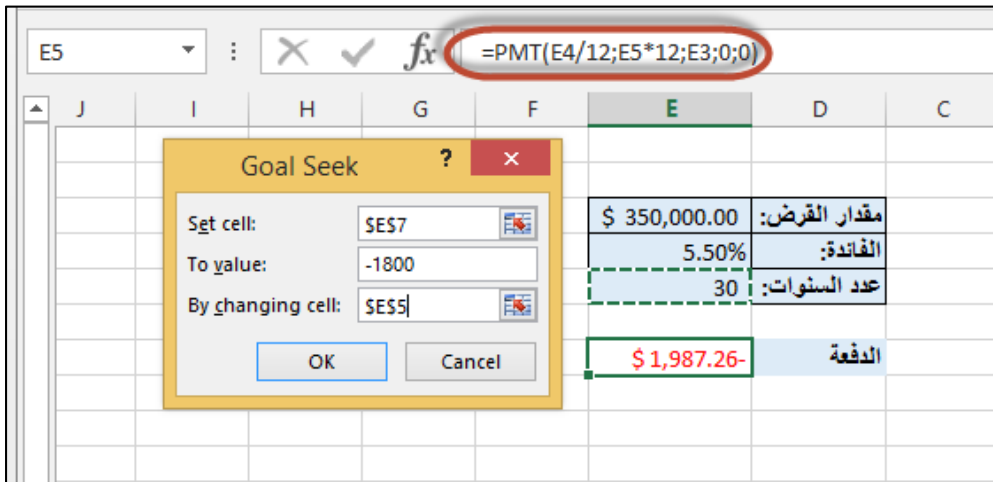 E5
fx
=PMT(E4/12;E5*12;E3;0;0)
J I H G F E D C
Goal Seek ? ×
Set cell: $E$7
To value: -1800
By changing cell: $E$5
OK Cancel
مقدار القرض: $ 350,000.00
الفائدة: 5.50%
عدد السنوات: 30
الدفعة $ 1,987.26-